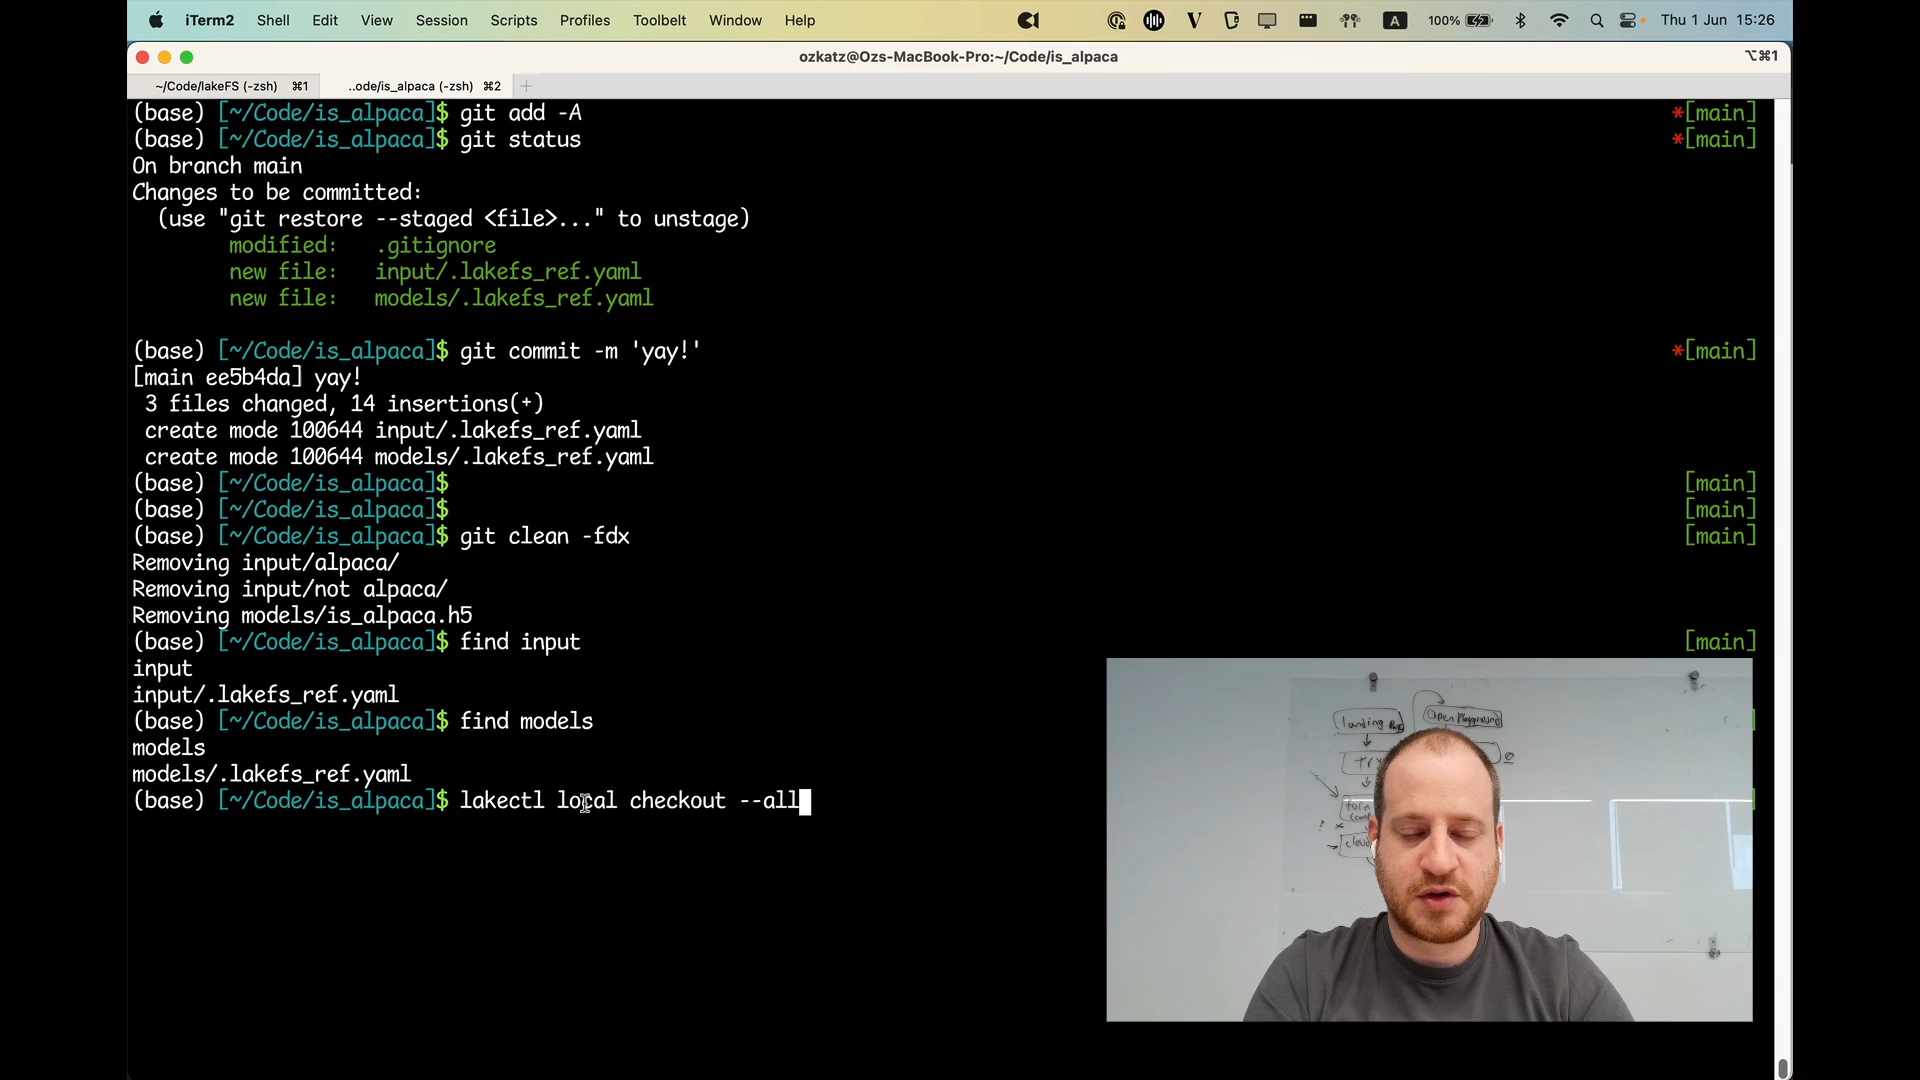 iTerm2 Shell Edit View Session Scripts Profiles Toolbelt Window Help A 100% Thu 1 Jun 15:26
ozkatz@Ozs-MacBook-Pro:~/Code/is_alpaca ⌥⌘1
~/Code/lakeFS (-zsh) ⌘1 ..ode/is_alpaca (-zsh) ⌘2 +
(base) [~/Code/is_alpaca]$ git add -A *[main]
(base) [~/Code/is_alpaca]$ git status *[main]
On branch main
Changes to be committed:
(use "git restore --staged <file>..." to unstage)
modified: .gitignore
new file: input/.lakefs_ref.yaml
new file: models/.lakefs_ref.yaml
(base) [~/Code/is_alpaca]$ git commit -m 'yay!' *[main]
[main ee5b4da] yay!
3 files changed, 14 insertions(+)
create mode 100644 input/.lakefs_ref.yaml
create mode 100644 models/.lakefs_ref.yaml
(base) [~/Code/is_alpaca]$ [main]
(base) [~/Code/is_alpaca]$ [main]
(base) [~/Code/is_alpaca]$ git clean -fdx [main]
Removing input/alpaca/
Removing input/not alpaca/
Removing models/is_alpaca.h5
(base) [~/Code/is_alpaca]$ find input [main]
input
input/.lakefs_ref.yaml
(base) [~/Code/is_alpaca]$ find models ]
models
models/.lakefs_ref.yaml
(base) [~/Code/is_alpaca]$ lakectl local checkout --all ]
landing Page
Open Playground
try
form